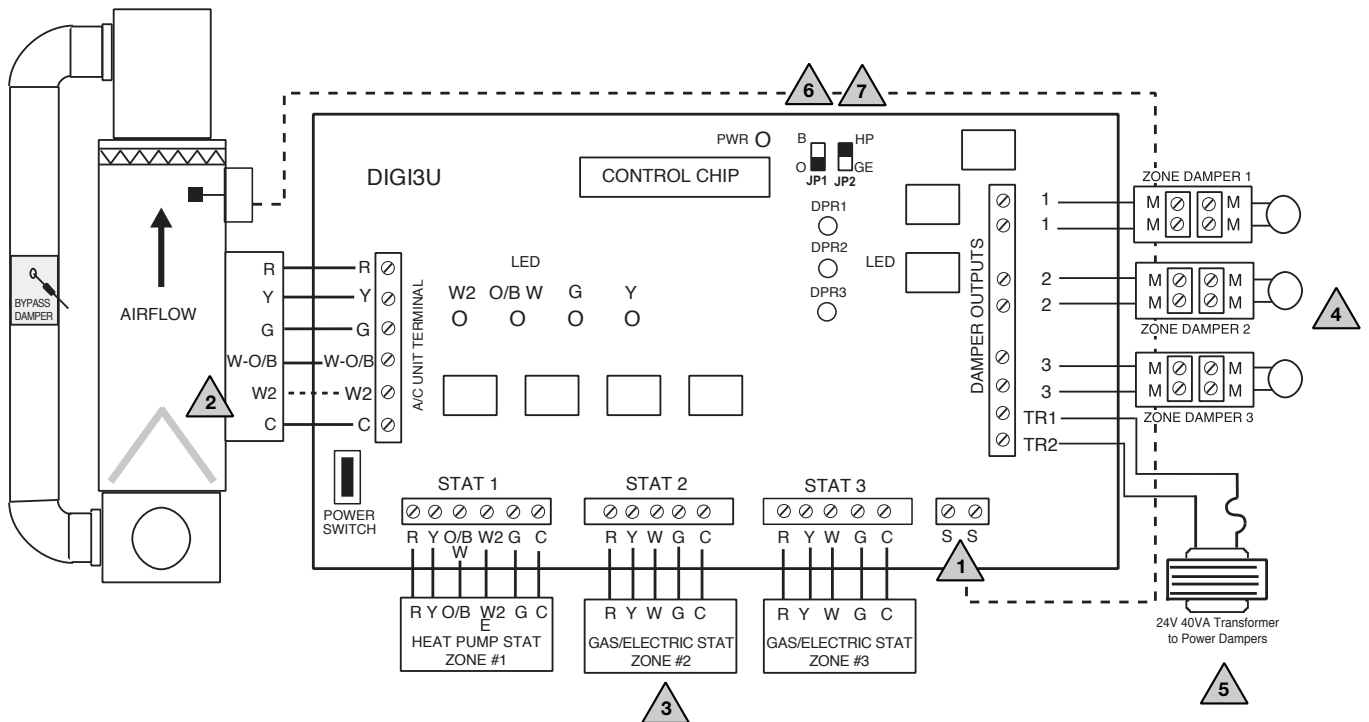 6 7
PWR
B HP
O GE
JP1 JP2
DIGI3U
CONTROL CHIP
ZONE DAMPER 1
M M
M M
1
1
DPR1
DPR2
DPR3
LED
DAMPER OUTPUTS
2
2
M M
M M
ZONE DAMPER 2
4
3
3
M M
M M
ZONE DAMPER 3
TR1
TR2
BYPASS
DAMPER
AIRFLOW
R R
Y Y
G G
W-O/B W-O/B
2 W2 W2
C C
A/C UNIT TERMINAL
LED
W2 O/B W G Y
POWER
SWITCH
STAT 1
R Y O/B W2 G C
W
R Y O/B W2 G C
E
HEAT PUMP STAT
ZONE #1
STAT 2
R Y W G C
R Y W G C
GAS/ELECTRIC STAT
ZONE #2
3
STAT 3
R Y W G C
R Y W G C
GAS/ELECTRIC STAT
ZONE #3
S S
1
24V 40VA Transformer
to Power Dampers
5